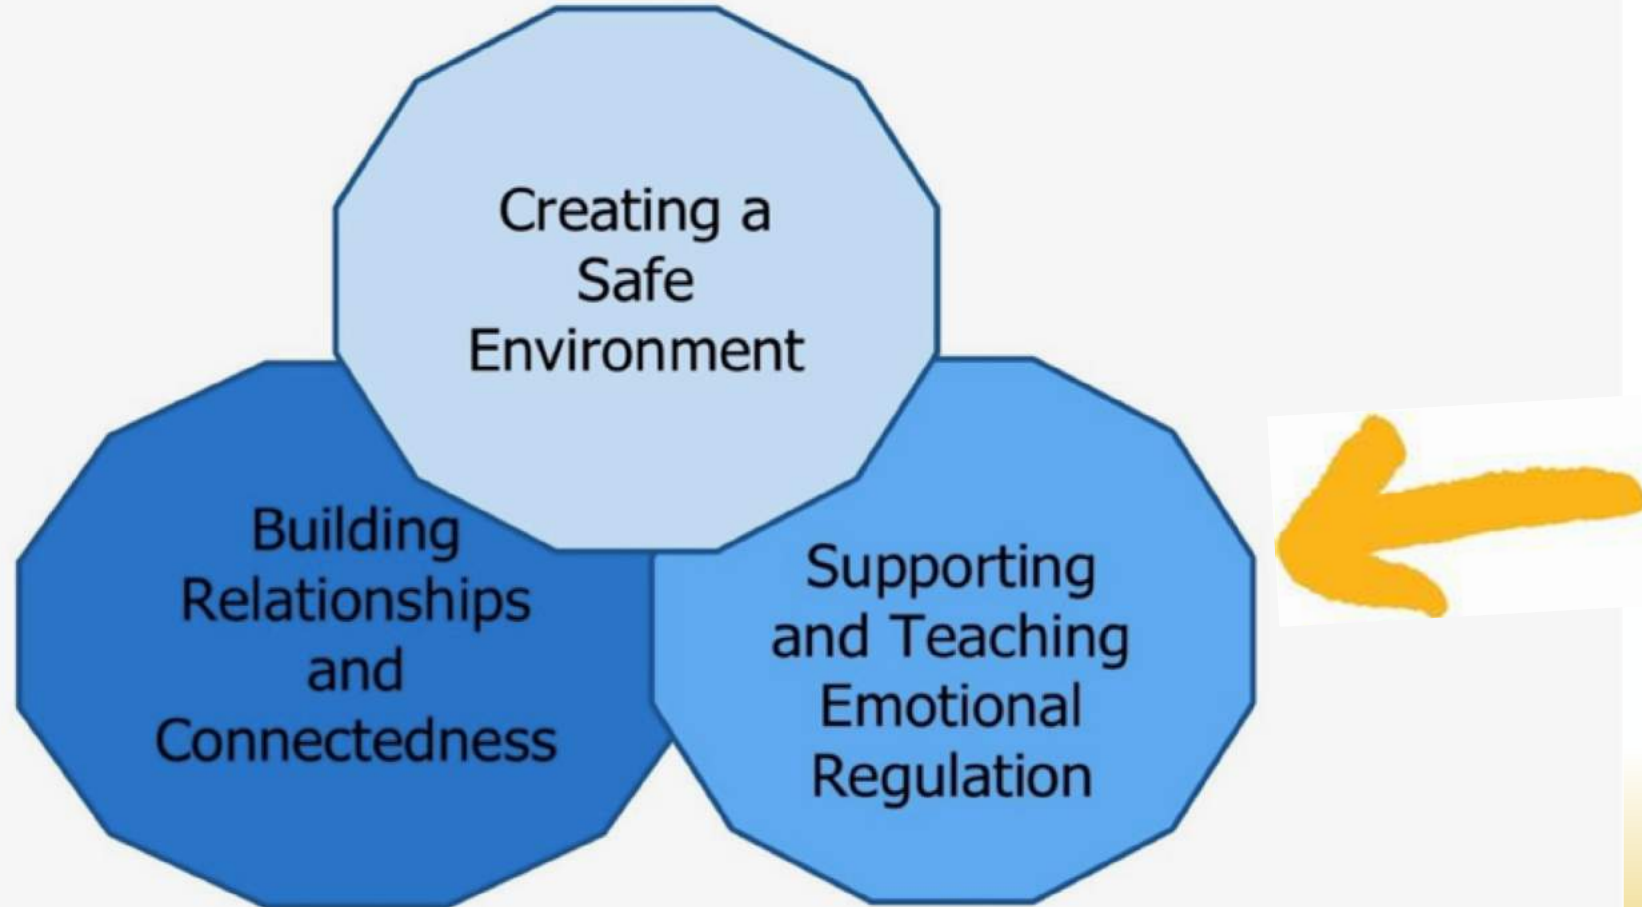 Creating a
Safe
Environment
Building
Relationships
and
Connectedness
Supporting
and Teaching
Emotional
Regulation